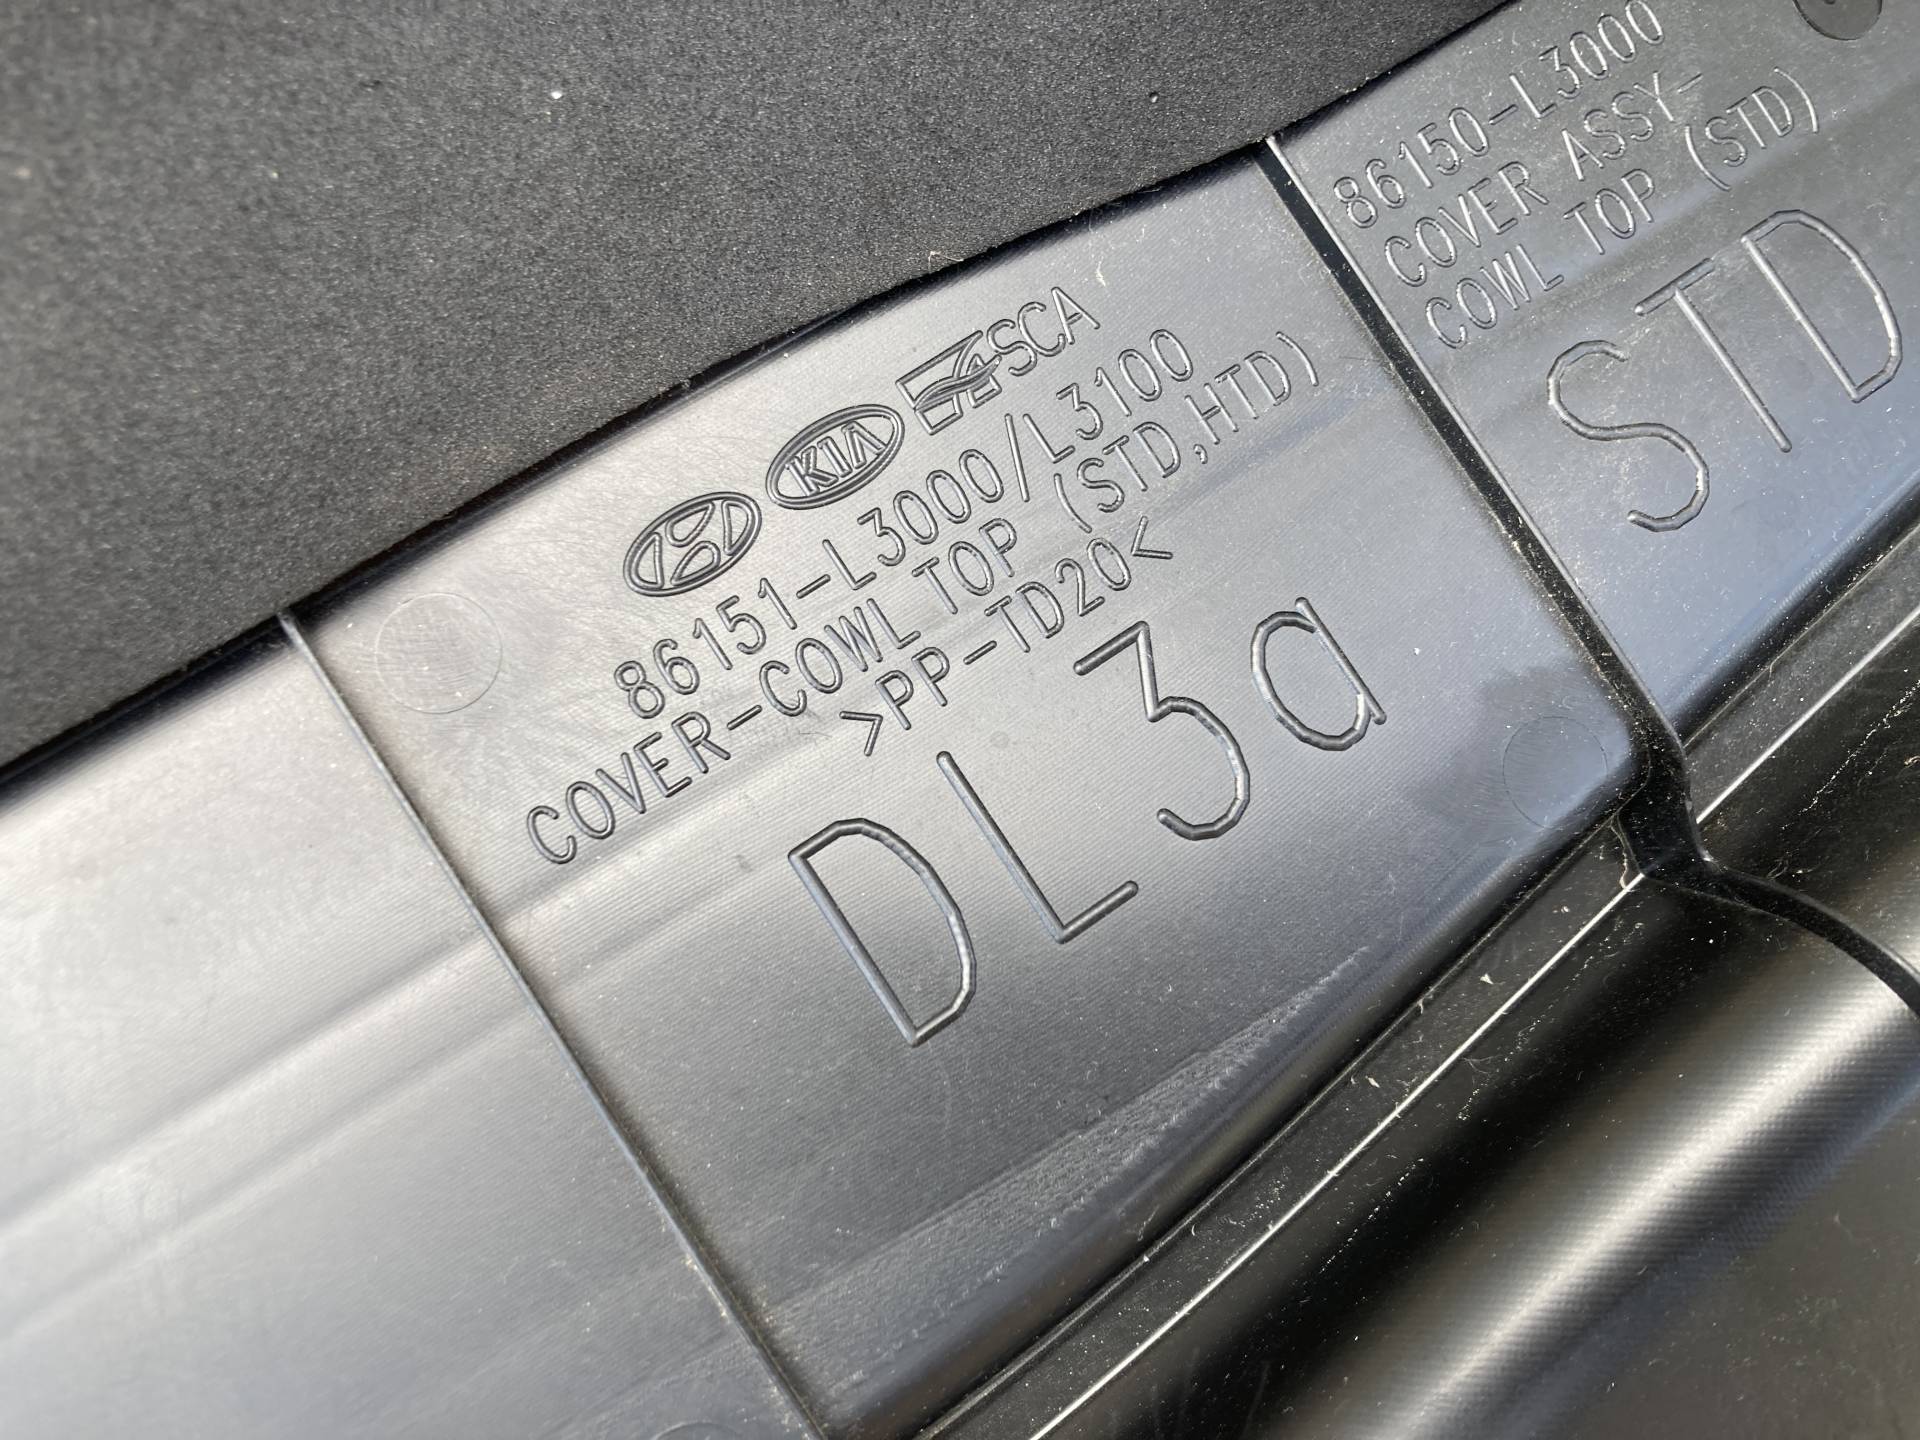 KIA SCA
86151-L3000/L3100
COVER-COWL TOP (STD,HTD)
>PP-TD20<
DL3a
86150-L3000
COVER ASSY-
COWL TOP (STD)
STD